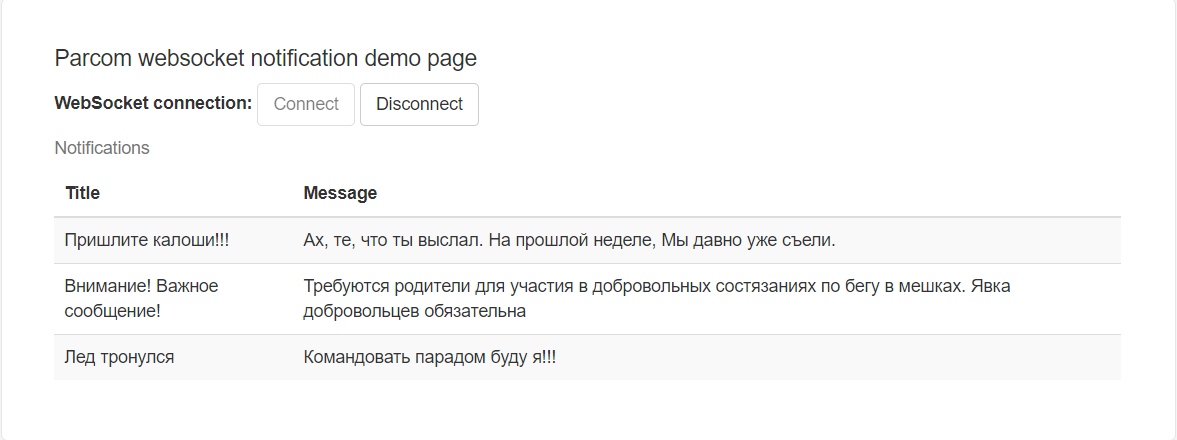 Parcom websocket notification demo page
WebSocket connection: Connect Disconnect
Notifications
Title Message
Пришлите калоши!!! Ах, те, что ты выслал. На прошлой неделе, Мы давно уже съели.
Внимание! Важное Требуются родители для участия в добровольных состязаниях по бегу в мешках. Явка
сообщение! добровольцев обязательна
Лед тронулся Командовать парадом буду я!!!